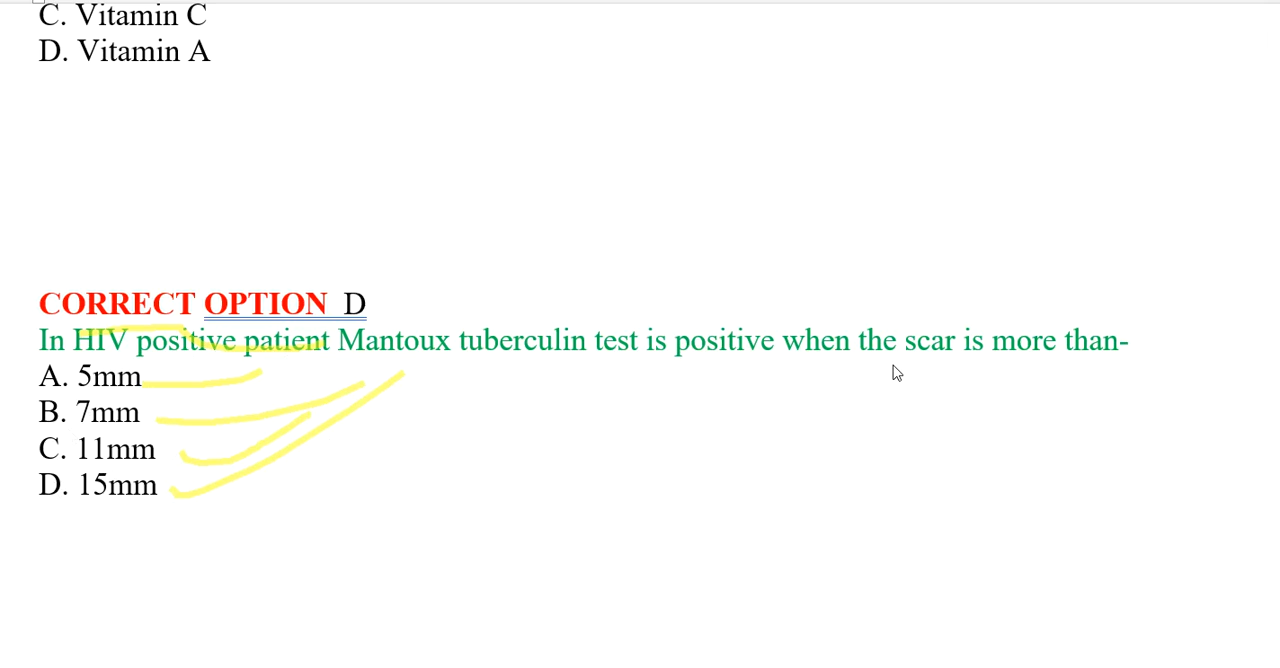 C. Vitamin C
D. Vitamin A
CORRECT OPTION D
In HIV positive patient Mantoux tuberculin test is positive when the scar is more than-
A. 5mm
B. 7mm
C. 11mm
D. 15mm